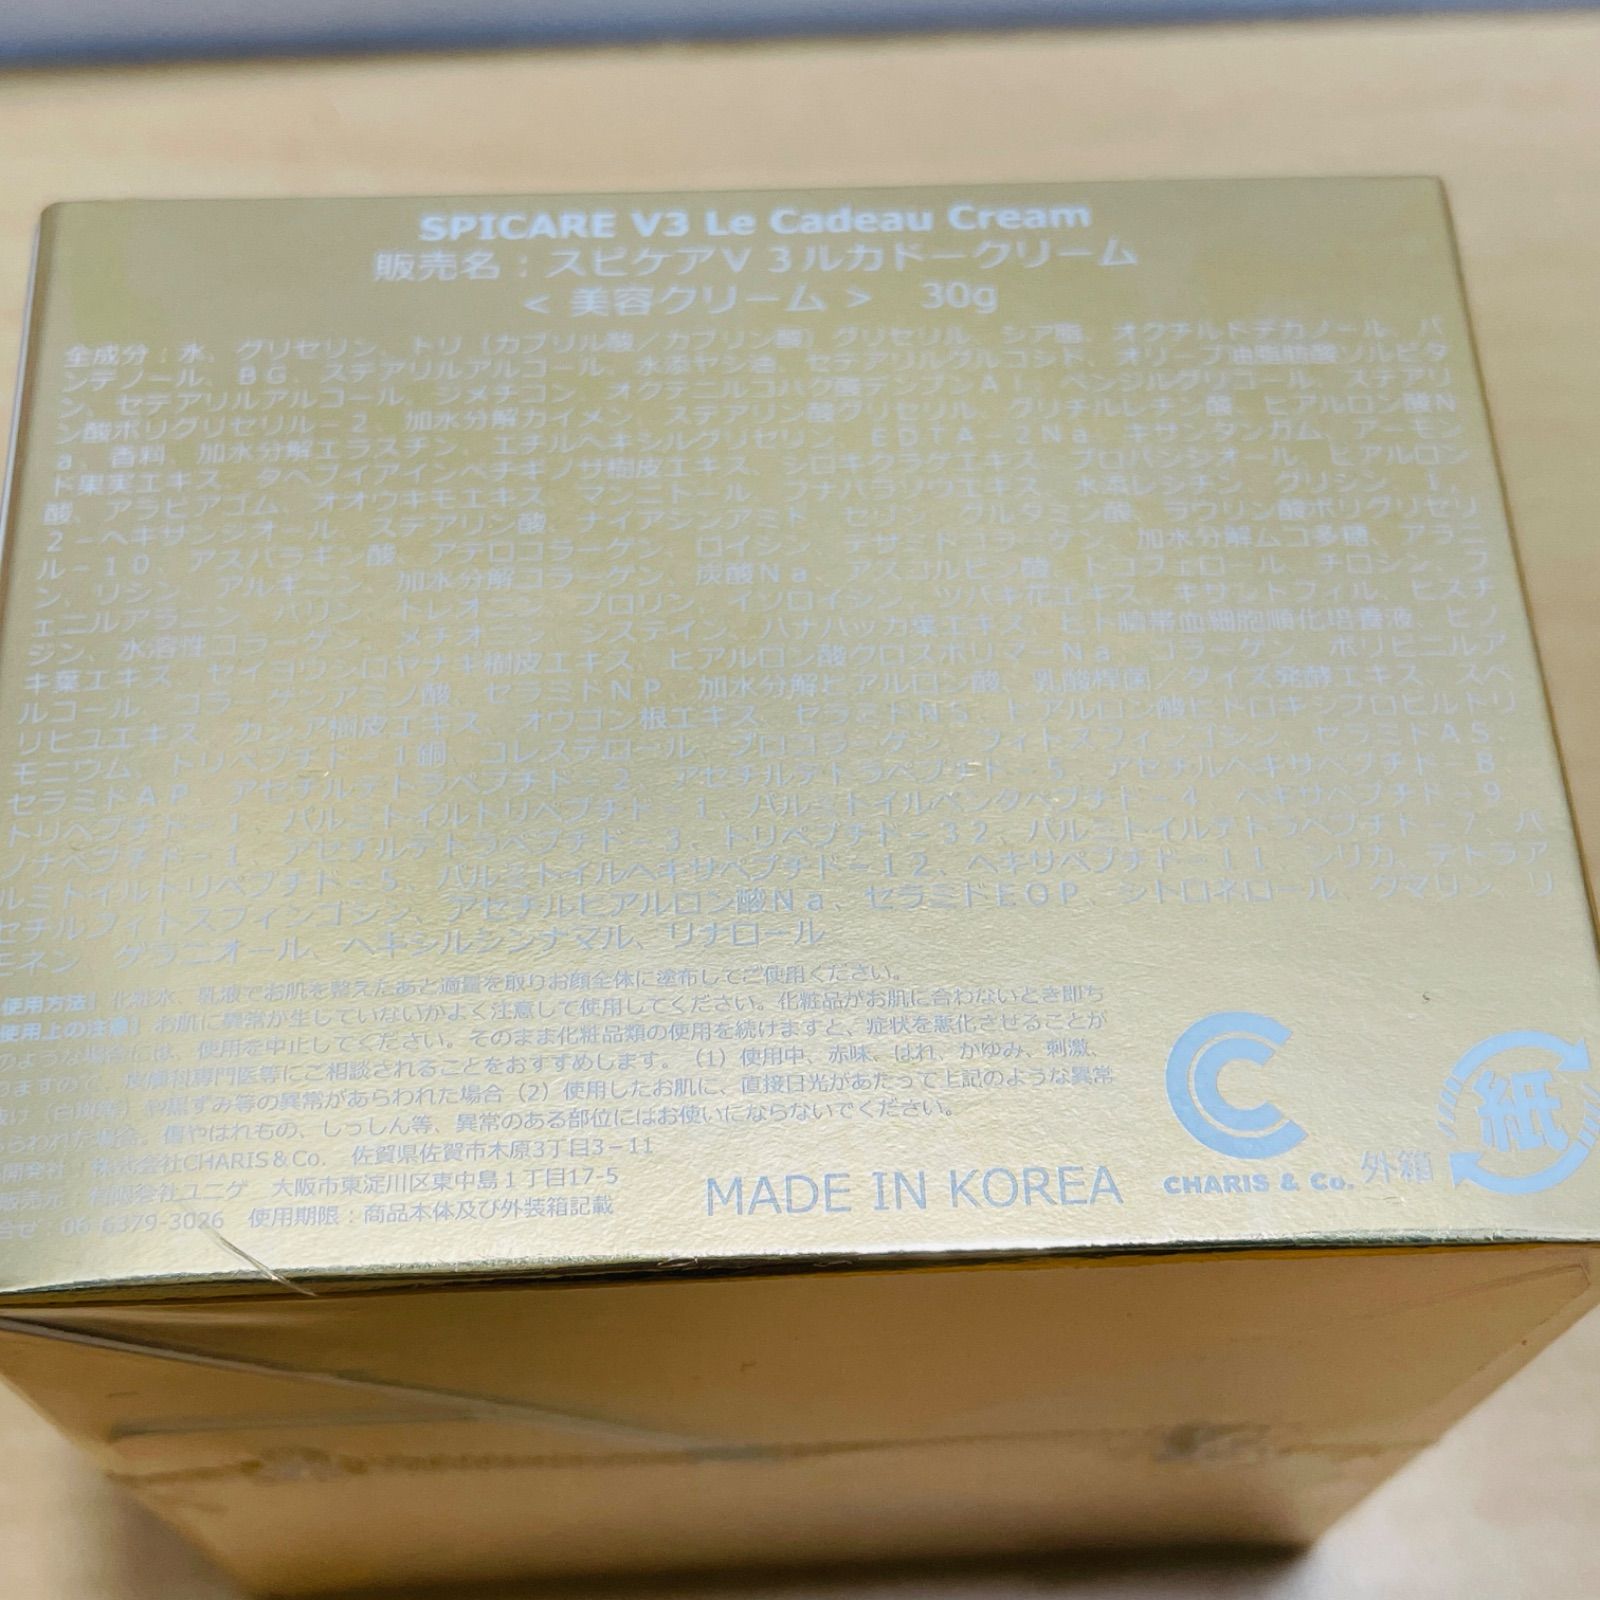 SPICARE V3 Le Cadeau Cream
販売名：スピケアＶ３ルカドークリーム
＜ 美容クリーム ＞　30g
全成分：水、グリセリン、トリ（カプリル酸／カプリン酸）グリセリル、シア脂、オクチルドデカノール、パ
ンテノール、ＢＧ、ステアリルアルコール、水添ヤシ油、セテアリルグルコシド、オリーブ油脂肪酸ソルビタ
ン、セテアリルアルコール、ジメチコン、オクテニルコハク酸デンプンＡｌ、ベンジルグリコール、ステアリ
ン酸ポリグリセリル－２、加水分解カイメン、ステアリン酸グリセリル、グリチルレチン酸、ヒアルロン酸Ｎ
ａ、香料、加水分解エラスチン、エチルヘキシルグリセリン、ＥＤＴＡ－２Ｎａ、キサンタンガム、アーモン
ド果実エキス、タベブイアインペチギノサ樹皮エキス、シロキクラゲエキス、プロパンジオール、ヒアルロン
酸、アラビアゴム、オオウキモエキス、マンニトール、フナバラソウエキス、水添レシチン、グリシン、１，
２－ヘキサンジオール、ステアリン酸、ナイアシンアミド、セリン、グルタミン酸、ラウリン酸ポリグリセリ
ル－１０、アスパラギン酸、アテロコラーゲン、ロイシン、デサミドコラーゲン、加水分解ムコ多糖、アラニ
ン、リシン、アルギニン、加水分解コラーゲン、炭酸Ｎａ、アスコルビン酸、トコフェロール、チロシン、フ
ェニルアラニン、バリン、トレオニン、プロリン、イソロイシン、ツバキ花エキス、キサントフィル、ヒスチ
ジン、水溶性コラーゲン、メチオニン、システイン、ハナハッカ葉エキス、ヒト臍帯血細胞順化培養液、ヒノ
キ葉エキス、セイヨウシロヤナギ樹皮エキス、ヒアルロン酸クロスポリマーＮａ、コラーゲン、ポリビニルア
ルコール、コラーゲンアミノ酸、セラミドＮＰ、加水分解ヒアルロン酸、乳酸桿菌／ダイズ発酵エキス、スベ
リヒユエキス、カンアア樹皮エキス、オウゴン根エキス、セラミドＮＳ、ヒアルロン酸ヒドロキシプロピルトリ
モニウム、トリペプチド－１銅、コレステロール、プロコラーゲン、フィトスフィンゴシン、セラミドＡＳ、
セラミドＡＰ、アセチルテトラペプチド－２、アセチルテトラペプチド－５、アセチルヘキサペプチド－８、
トリペプチド－１、パルミトイルトリペプチド－１、パルミトイルペンタペプチド－４、ヘキサペプチド－９、
ノナペプチド－１、アセチルテトラペプチド－３、トリペプチド－３２、パルミトイルテトラペプチド－７、パ
ルミトイルトリペプチド－５、パルミトイルヘキサペプチド－１２、ヘキサペプチド－１１、シリカ、テトラア
セチルフィトスフィンゴシン、アセチルヒアルロン酸Ｎａ、セラミドＥＯＰ、シトロネロール、クマリン、リ
モネン、ゲラニオール、ヘキシルシンナマル、リナロール
使用方法】化粧水、乳液でお肌を整えたあと適量を取りお顔全体に塗布してご使用ください。
使用上の注意】お肌に異常が生じていないかよく注意して使用してください。化粧品がお肌に合わないとき即ち
のような場合には、使用を中止してください。そのまま化粧品類の使用を続けますと、症状を悪化させることが
りますので、皮膚科専門医等にご相談されることをおすすめします。（1）使用中、赤味、はれ、かゆみ、刺激、
抜け（白斑等）や黒ずみ等の異常があらわれた場合（2）使用したお肌に、直接日光があたって上記のような異常
らわれた場合。傷やはれもの、しっしん等、異常のある部位にはお使いにならないでください。
株式会社CHARIS＆Co.　佐賀県佐賀市木原3丁目3－11
有限会社ユニゲ　大阪市東淀川区東中島１丁目17-5
合せ：06-6379-3026　使用期限：商品本体及び外装箱記載
MADE IN KOREA
CHARIS & Co.
外箱
紙